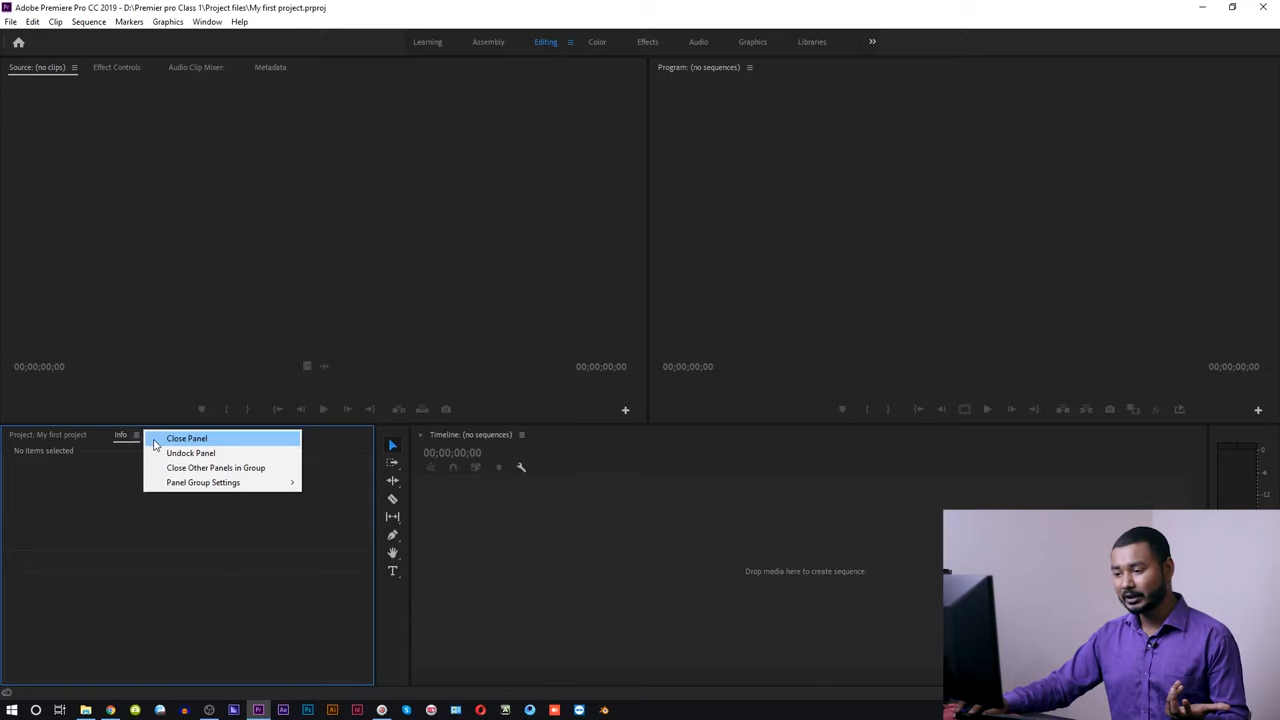 Adobe Premiere Pro CC 2019 - D:\Premier pro Class 1\Project files\My first project.prproj
File Edit Clip Sequence Markers Graphics Window Help
Learning Assembly Editing Color Effects Audio Graphics Libraries
Source: (no clips) Effect Controls Audio Clip Mixer: Metadata
Program: (no sequences)
00;00;00;00
00;00;00;00
00;00;00;00
00;00;00;00
Project: My first project Info
No items selected
Close Panel
Undock Panel
Close Other Panels in Group
Panel Group Settings
Timeline: (no sequences)
00;00;00;00
Drop media here to create sequence.
0
-6
-12